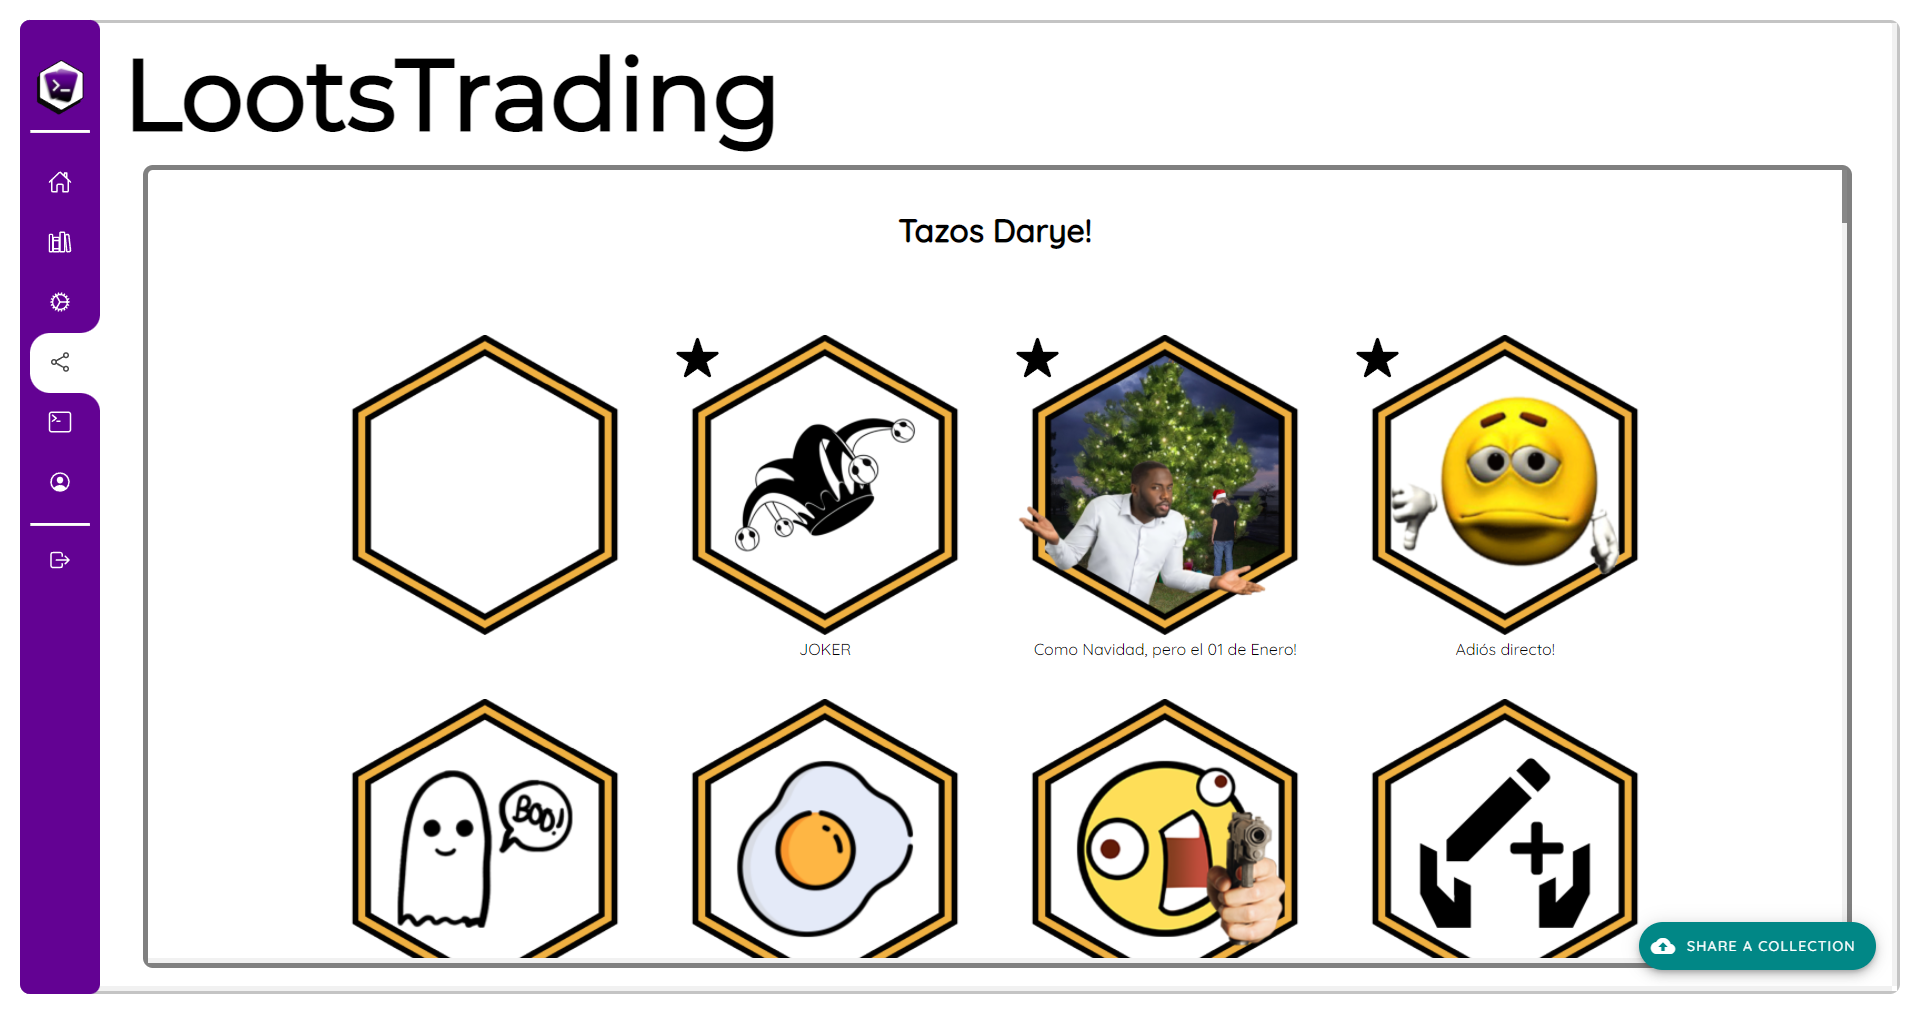 LootsTrading
Tazos Darye!
JOKER
Como Navidad, pero el 01 de Enero!
Adiós directo!
BOO!
SHARE A COLLECTION